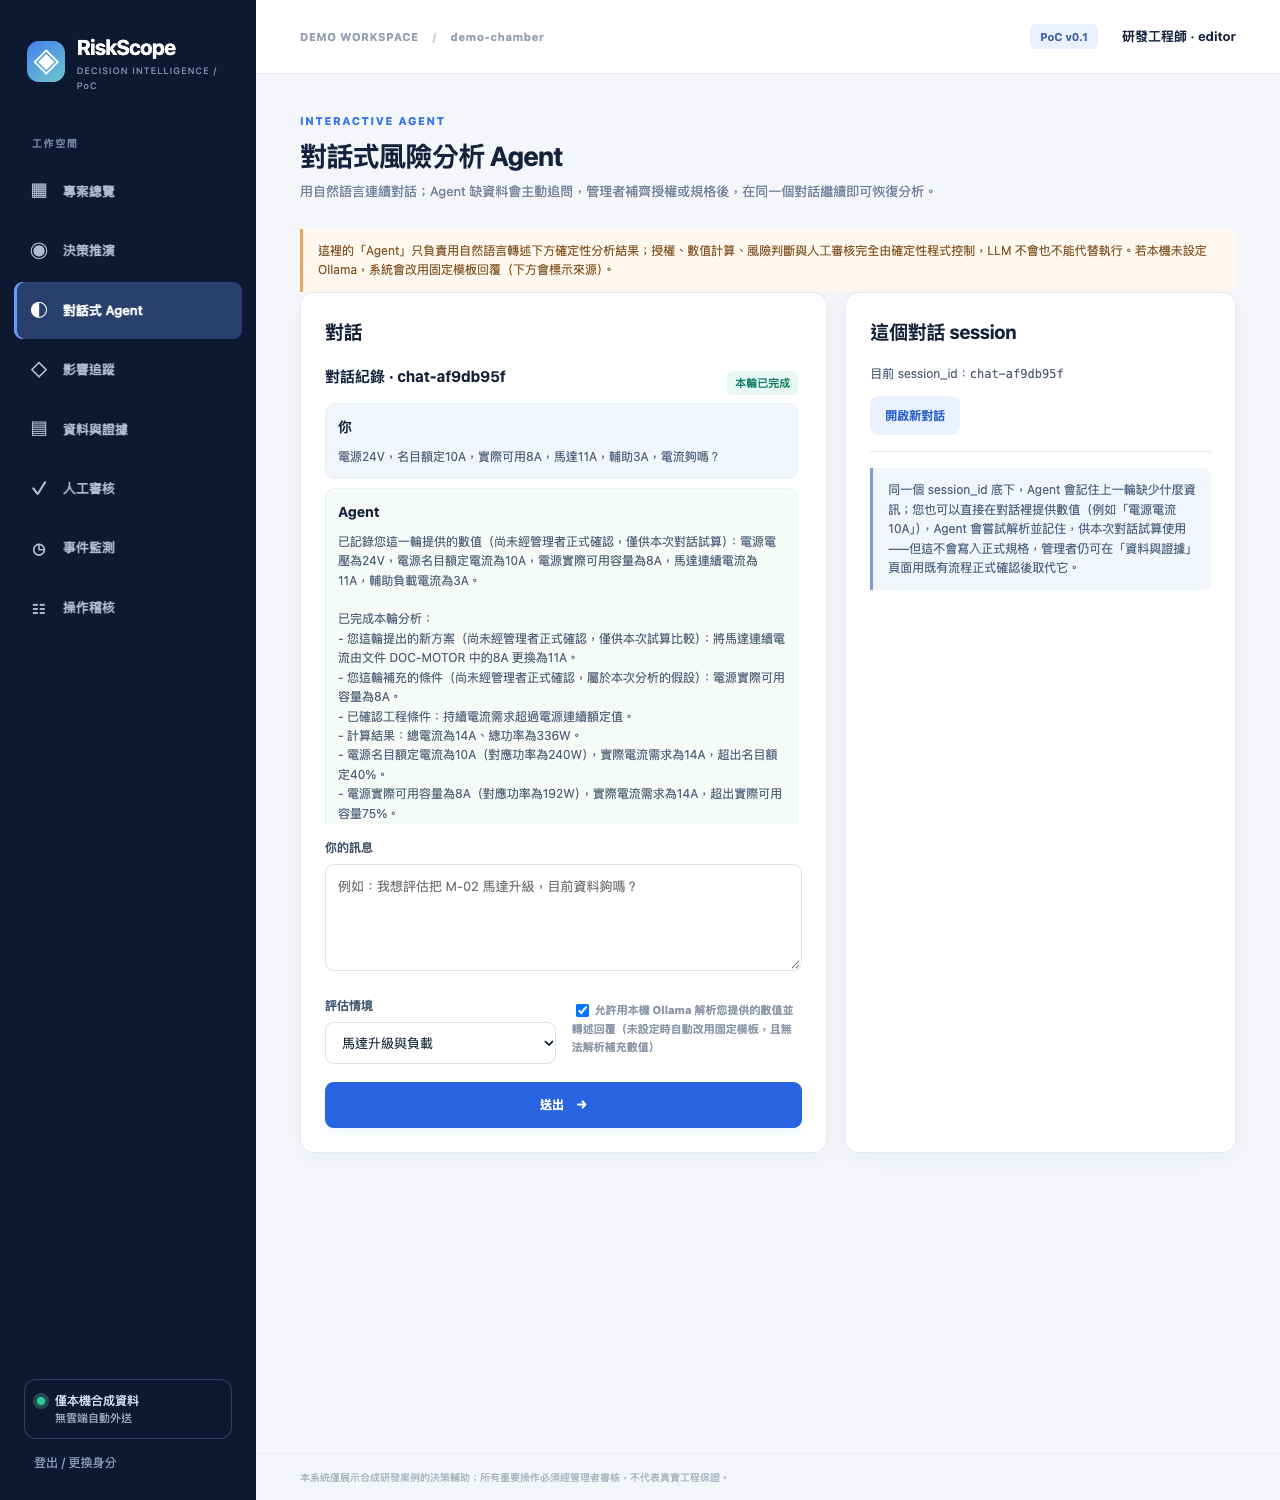 RiskScope
DECISION INTELLIGENCE /
PoC
工作空間
專案總覽
決策推演
對話式 Agent
影響追蹤
資料與證據
人工審核
事件監測
操作稽核
僅本機合成資料
無雲端自動外送
登出 / 更換身分
DEMO WORKSPACE / demo-chamber
PoC v0.1
研發工程師 · editor
INTERACTIVE AGENT
對話式風險分析 Agent
用自然語言連續對話；Agent 缺資料會主動追問，管理者補齊授權或規格後，在同一個對話繼續即可恢復分析。
這裡的「Agent」只負責用自然語言轉述下方確定性分析結果；授權、數值計算、風險判斷與人工審核完全由確定性程式控制，LLM 不會也不能代替執行。若本機未設定
Ollama，系統會改用固定模板回覆（下方會標示來源）。
對話
對話紀錄 · chat-af9db95f
本輪已完成
你
電源24V，名目額定10A，實際可用8A，馬達11A，輔助3A，電流夠嗎？
Agent
已記錄您這一輪提供的數值（尚未經管理者正式確認，僅供本次對話試算）：電源電
壓為24V，電源名目額定電流為10A，電源實際可用容量為8A，馬達連續電流為
11A，輔助負載電流為3A。
已完成本輪分析：
- 您這輪提出的新方案（尚未經管理者正式確認，僅供本次試算比較）：將馬達連續電
流由文件 DOC-MOTOR 中的8A 更換為11A。
- 您這輪補充的條件（尚未經管理者正式確認，屬於本次分析的假設）：電源實際可用
容量為8A。
- 已確認工程條件：持續電流需求超過電源連續額定值。
- 計算結果：總電流為14A、總功率為336W。
- 電源名目額定電流為10A（對應功率為240W），實際電流需求為14A，超出名目額
定40%。
- 電源實際可用容量為8A（對應功率為192W），實際電流需求為14A，超出實際可用
容量75%。
你的訊息
例如：我想評估把 M-02 馬達升級，目前資料夠嗎？
評估情境
馬達升級與負載
允許用本機 Ollama 解析您提供的數值並
轉述回覆（未設定時自動改用固定模板，且無
法解析補充數值）
送出 →
這個對話 session
目前 session_id：chat-af9db95f
開啟新對話
同一個 session_id 底下，Agent 會記住上一輪缺少什麼資
訊；您也可以直接在對話裡提供數值（例如「電源電流
10A」），Agent 會嘗試解析並記住，供本次對話試算使用
——但這不會寫入正式規格，管理者仍可在「資料與證據」
頁面用既有流程正式確認後取代它。
本系統僅展示合成研發案例的決策輔助；所有重要操作必須經管理者審核，不代表真實工程保證。